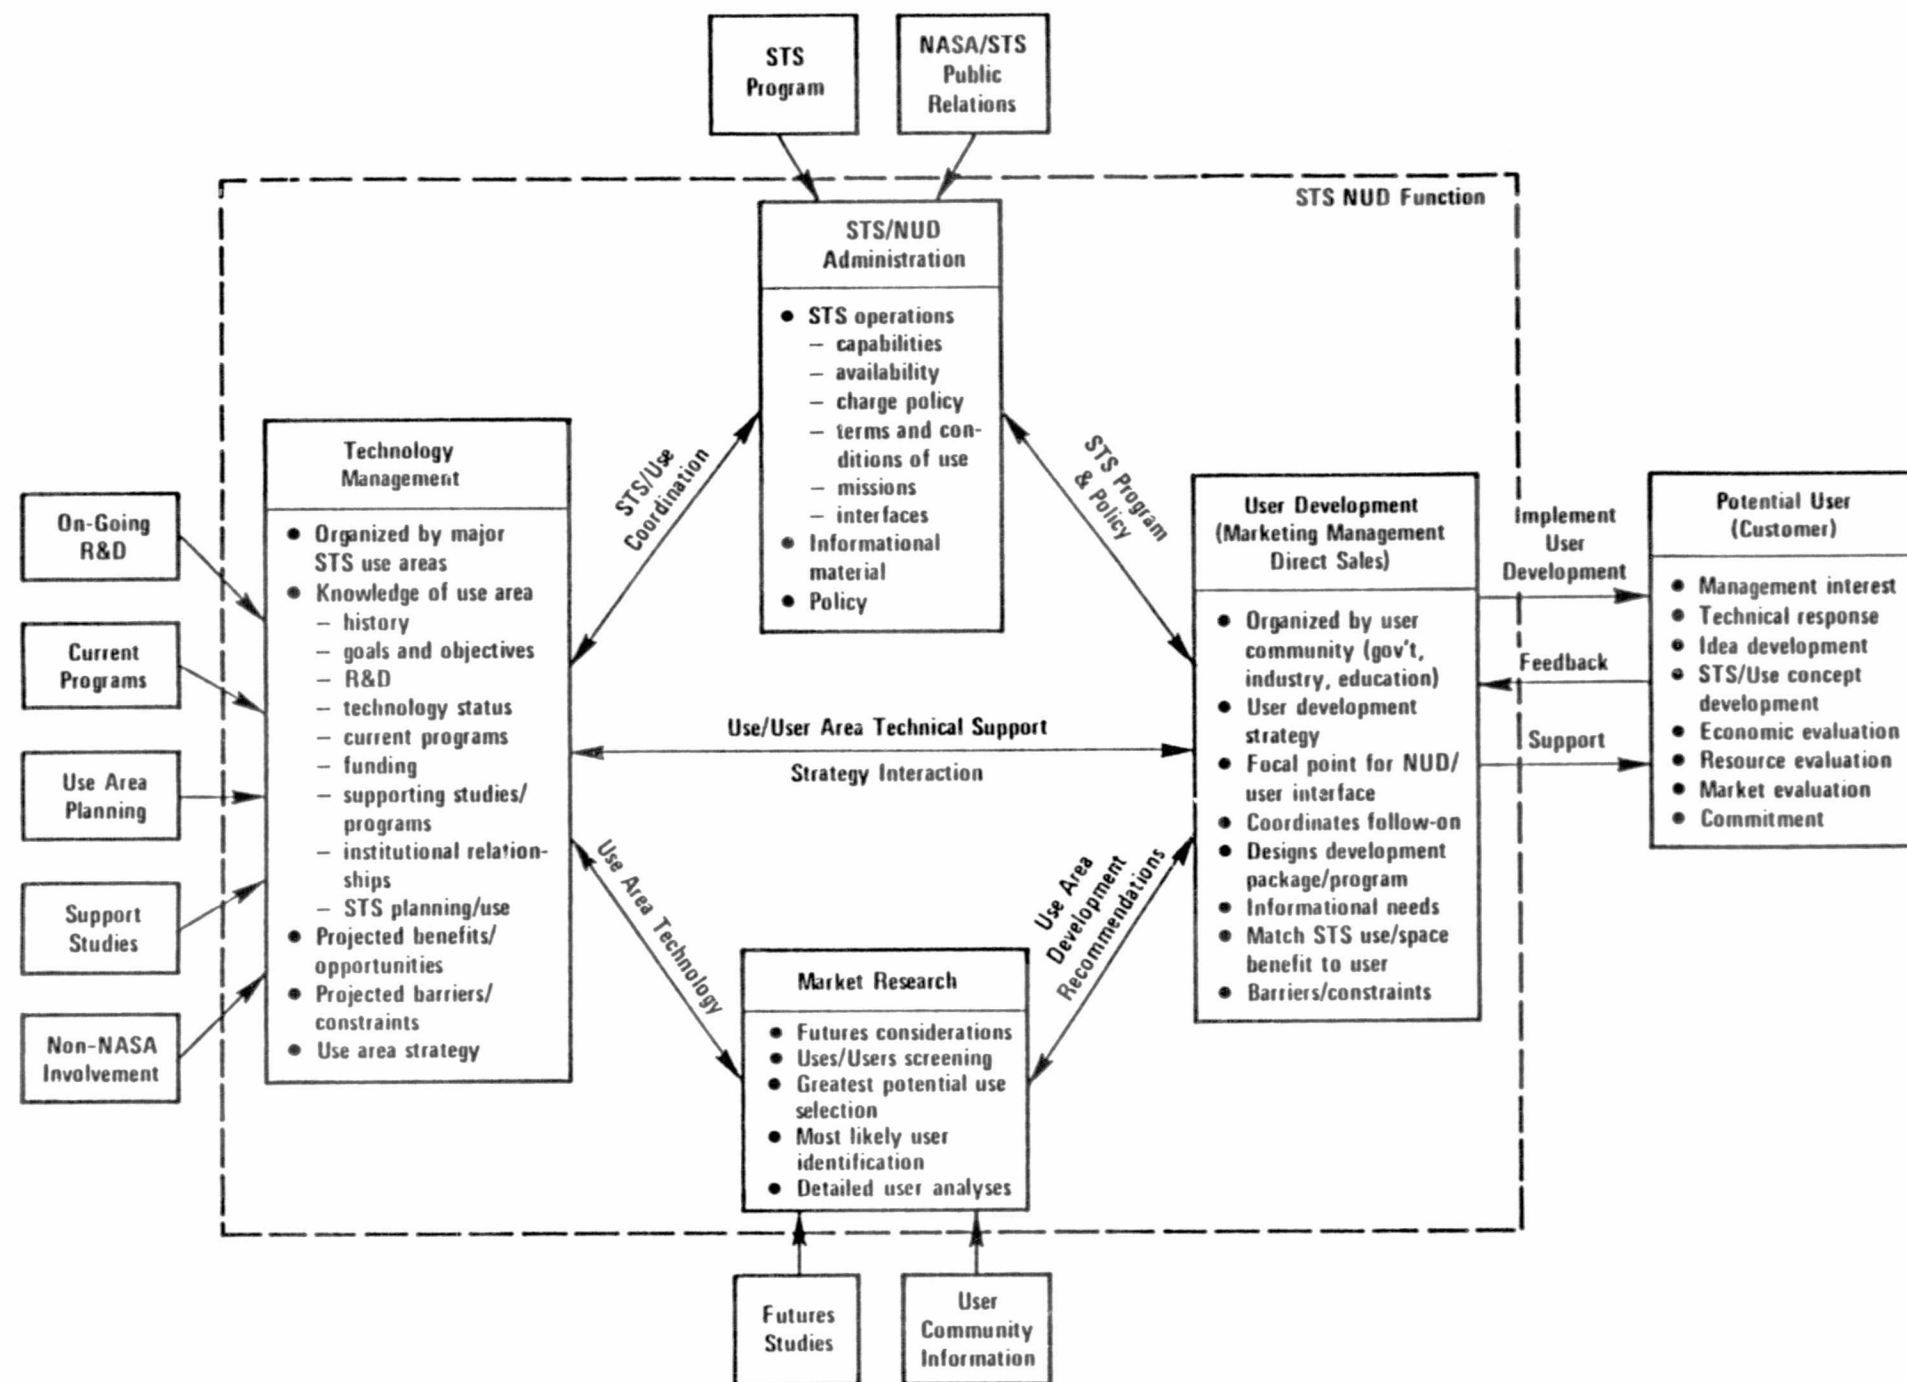 STS
Program
NASA/STS
Public
Relations
STS NUD Function
STS/NUD
Administration
● STS operations
– capabilities
– availability
– charge policy
– terms and con-
ditions of use
– missions
– interfaces
● Informational
material
● Policy
STS/Use
Coordination
STS Program
& Policy
On-Going
R&D
Current
Programs
Use Area
Planning
Support
Studies
Non-NASA
Involvement
Technology
Management
● Organized by major
STS use areas
● Knowledge of use area
– history
– goals and objectives
– R&D
– technology status
– current programs
– funding
– supporting studies/
programs
– institutional relation-
ships
– STS planning/use
● Projected benefits/
opportunities
● Projected barriers/
constraints
● Use area strategy
Use/User Area Technical Support
Strategy Interaction
Use Area Technology
Use Area
Development
Recommendations
Market Research
● Futures considerations
● Uses/Users screening
● Greatest potential use
selection
● Most likely user
identification
● Detailed user analyses
Futures
Studies
User
Community
Information
User Development
(Marketing Management
Direct Sales)
● Organized by user
community (gov't,
industry, education)
● User development
strategy
● Focal point for NUD/
user interface
● Coordinates follow-on
● Designs development
package/program
● Informational needs
● Match STS use/space
benefit to user
● Barriers/constraints
Implement
User
Development
Feedback
Support
Potential User
(Customer)
● Management interest
● Technical response
● Idea development
● STS/Use concept
development
● Economic evaluation
● Resource evaluation
● Market evaluation
● Commitment